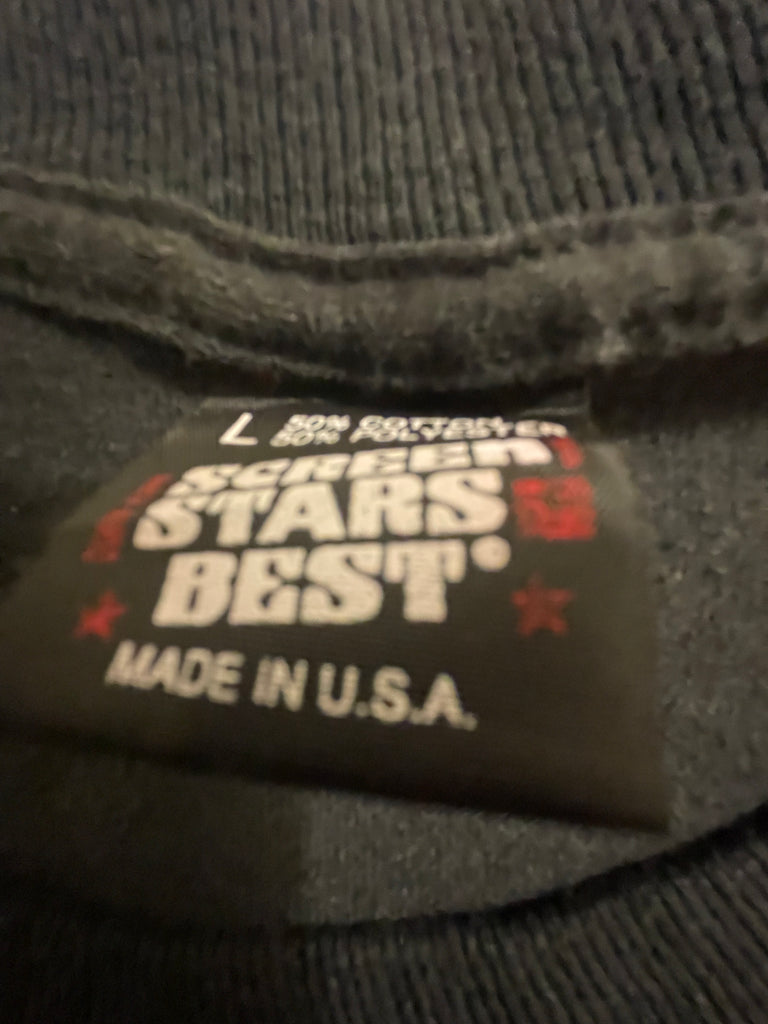 L 50% COTTON
50% POLYESTER
SCREEN
STARS
BEST®
MADE IN U.S.A.